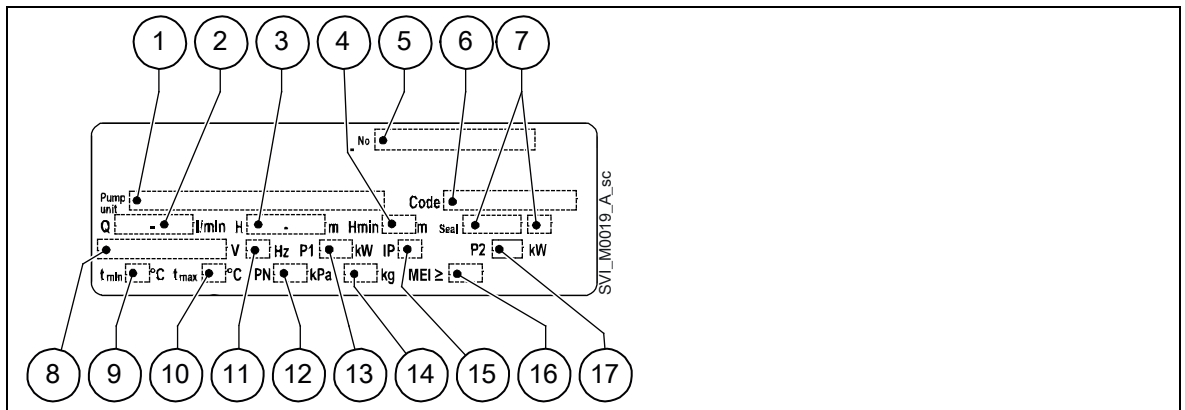 1 2 3 4 5 6 7
No
Pump
unit
Code
Q - l/min H - m Hmin m Seal
V Hz P1 kW IP P2 kW
tmin °C tmax °C PN kPa kg MEI ≥
8 9 10 11 12 13 14 15 16 17
SVI_M0019_A_sc